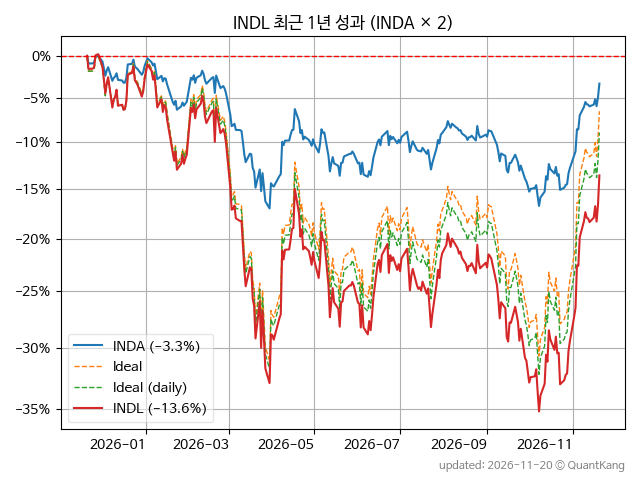 INDL 최근 1년 성과 (INDA × 2)
0%
−5%
−10%
−15%
−20%
−25%
−30%
−35%
INDA (−3.3%)
Ideal
Ideal (daily)
INDL (−13.6%)
2026-01 2026-03 2026-05 2026-07 2026-09 2026-11
updated: 2026-11-20 © QuantKang